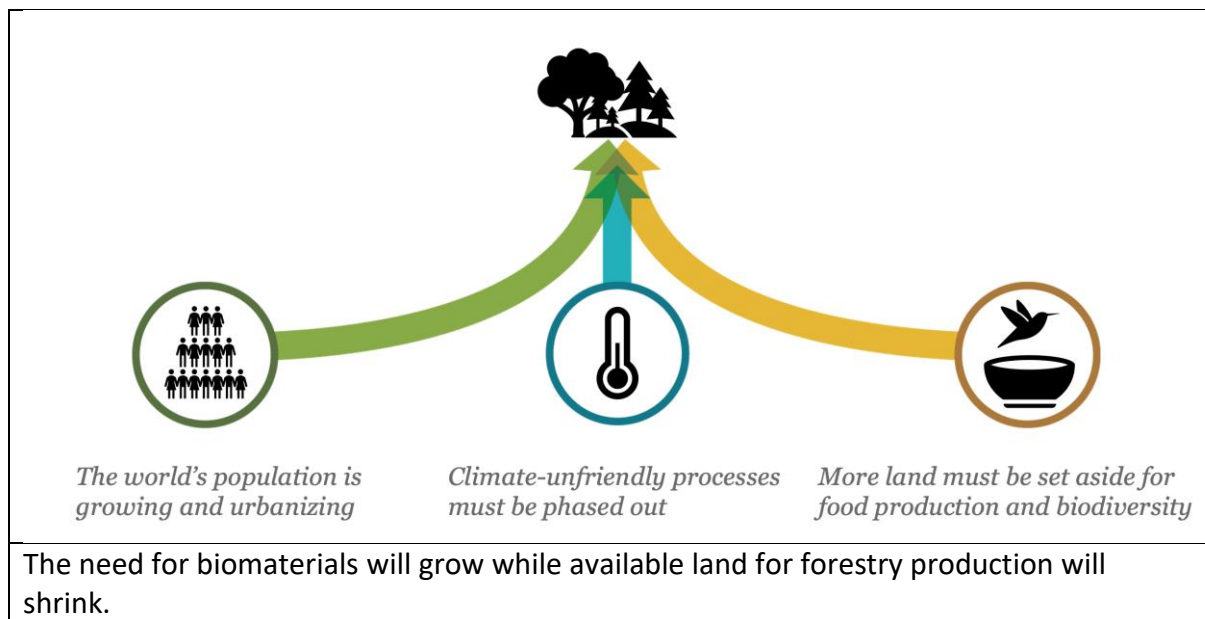 The world’s population is
growing and urbanizing
Climate-unfriendly processes
must be phased out
More land must be set aside for
food production and biodiversity
The need for biomaterials will grow while available land for forestry production will
shrink.